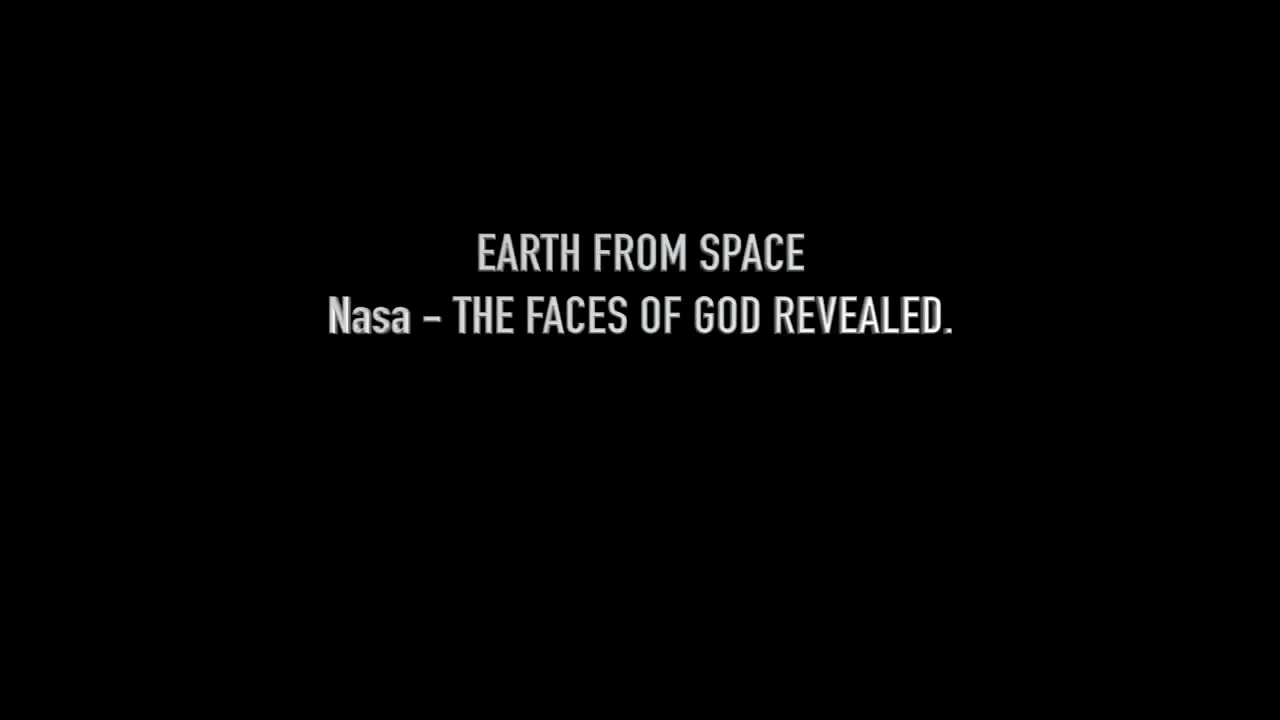 EARTH FROM SPACE
Nasa – THE FACES OF GOD REVEALED.